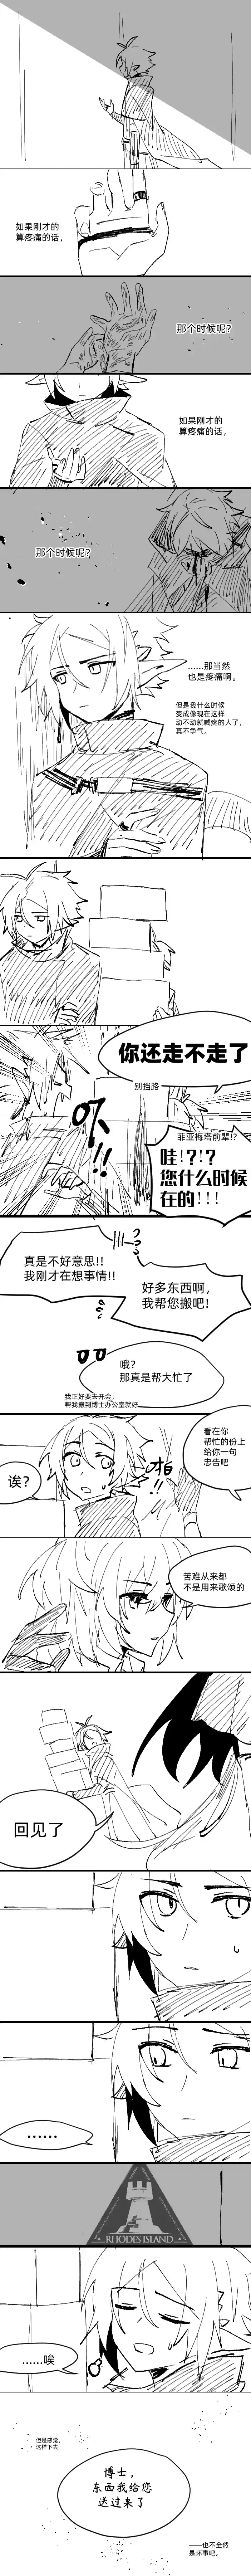 如果刚才的
算疼痛的话，
那个时候呢？
如果刚才的
算疼痛的话，
那个时候呢？
……那当然
也是疼痛啊。
但是我什么时候
变成像现在这样
动不动就喊疼的人了，
真不争气。
你还走不走了
别挡路
吓!!
菲亚梅塔前辈!?
哇!?!?
您什么时候
在的!!!
真是不好意思!!
我刚才在想事情!!
好多东西啊，
我帮您搬吧!
哦？
那真是帮大忙了
我正好要去开会，
帮我搬到博士办公室就好
看在你
帮忙的份上
给你一句
忠告吧
诶？
拍!!
苦难从来都
不是用来歌颂的
回见了
……
RHODES ISLAND
……唉
但是感觉，
这样下去
博士，
东西我给您
送过来了
——也不全然
是坏事吧。